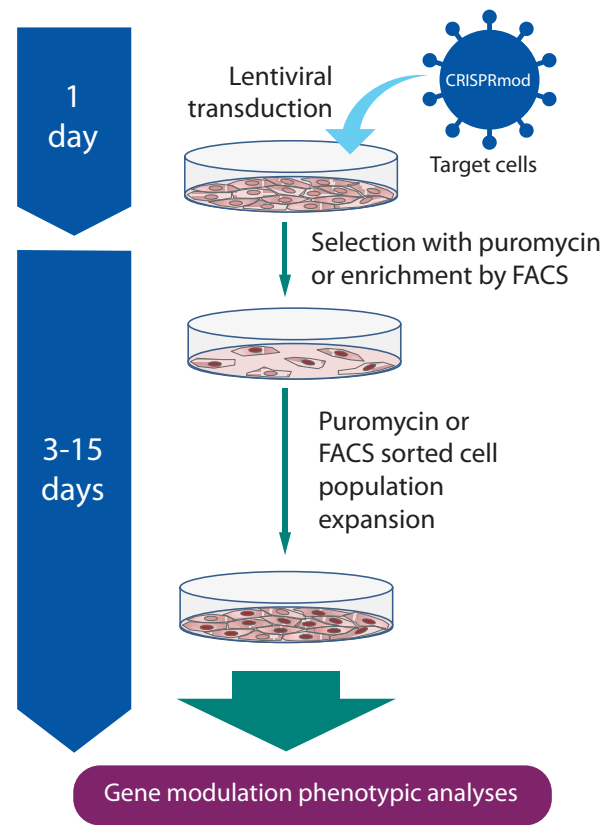 1
day
Lentiviral
transduction
CRISPRmod
Target cells
Selection with puromycin
or enrichment by FACS
3-15
days
Puromycin or
FACS sorted cell
population
expansion
Gene modulation phenotypic analyses